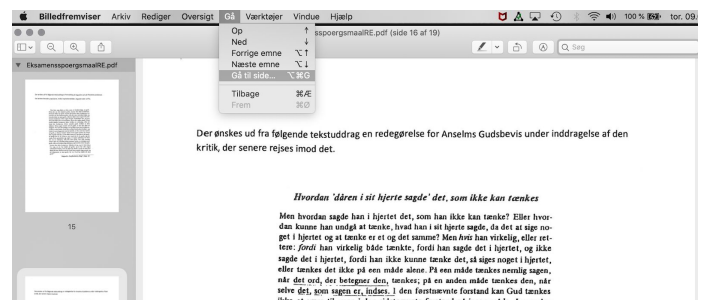 Billedfremviser Arkiv Rediger Oversigt Gå Værktøjer Vindue Hjælp 100 % tor. 09.
EksamensspoergsmaalRE.pdf (side 16 af 19)
Op ↑
Ned ↓
Forrige emne ⌥↑
Næste emne ⌥↓
Gå til side... ⌥⌘G
Tilbage ⌘Æ
Frem ⌘Ø
Søg
EksamensspoergsmaalRE.pdf
15
Der ønskes ud fra følgende tekstuddrag en redegørelse for Anselms Gudsbevis under inddragelse af den
kritik, der senere rejses imod det.
Hvordan 'dåren i sit hjerte sagde' det, som ikke kan tænkes
Men hvordan sagde han i hjertet det, som han ikke kan tænke? Eller hvor-
dan kunne han undgå at tænke, hvad han i sit hjerte sagde, da det at sige no-
get i hjertet og at tænke er et og det samme? Men hvis han virkelig, eller ret-
tere: fordi han virkelig både tænkte, fordi han sagde det i hjertet, og ikke
sagde det i hjertet, fordi han ikke kunne tænke det, så siges noget i hjertet,
eller tænkes det ikke på een måde alene. På een måde tænkes nemlig sagen,
når det ord, der betegner den, tænkes; på en anden måde tænkes den, når
selve det, som sagen er, indses. I den førstnævnte forstand kan Gud tænkes